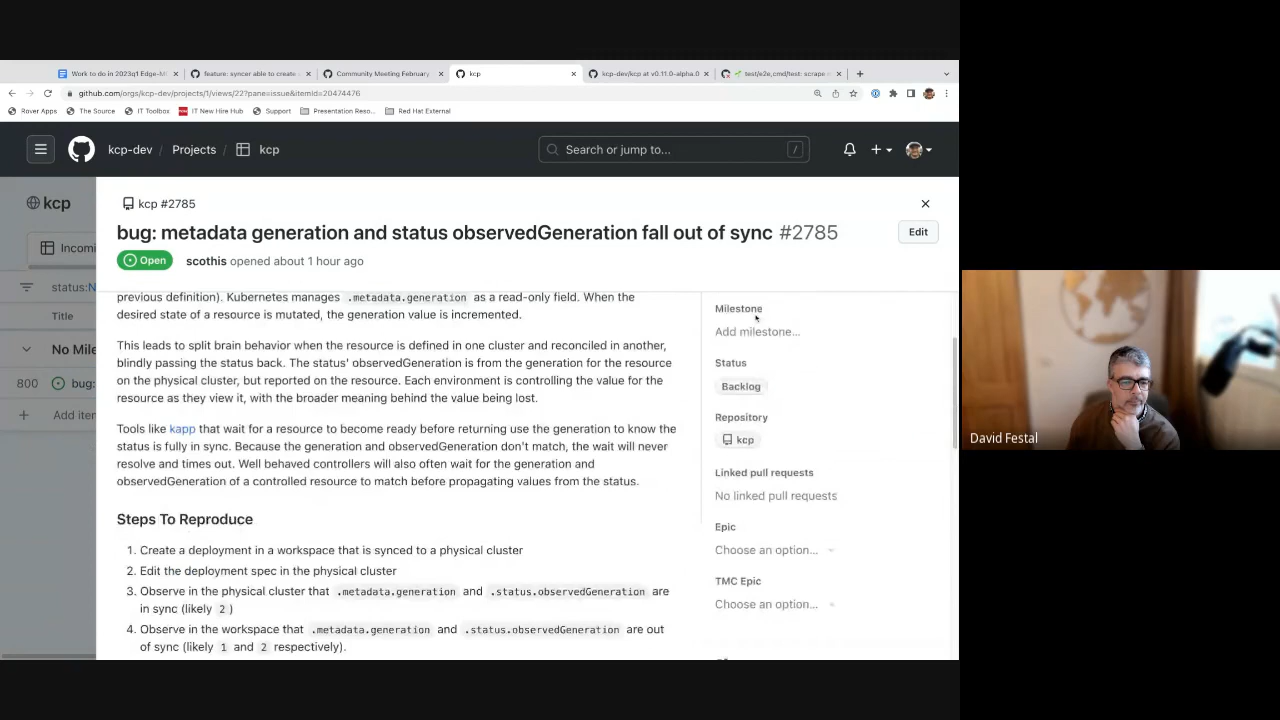 Work to do in 2023q1 Edge-M
feature: syncer able to create
Community Meeting February
kcp
kcp-dev/kcp at v0.11.0-alpha.0
test/e2e,cmd/test: scrape m
github.com/orgs/kcp-dev/projects/1/views/22?pane=issue&itemId=20474476
Rover Apps
The Source
IT Toolbox
IT New Hire Hub
Support
Presentation Reso...
Red Hat External
kcp-dev / Projects / kcp
Search or jump to...
/
kcp
Incomi
status:N
Title
No Mile
800
bug:
Add iten
kcp #2785
bug: metadata generation and status observedGeneration fall out of sync #2785
Edit
Open
scothis opened about 1 hour ago
previous definition). Kubernetes manages .metadata.generation as a read-only field. When the
desired state of a resource is mutated, the generation value is incremented.
This leads to split brain behavior when the resource is defined in one cluster and reconciled in another,
blindly passing the status back. The status' observedGeneration is from the generation for the resource
on the physical cluster, but reported on the resource. Each environment is controlling the value for the
resource as they view it, with the broader meaning behind the value being lost.
Tools like kapp that wait for a resource to become ready before returning use the generation to know the
status is fully in sync. Because the generation and observedGeneration don't match, the wait will never
resolve and times out. Well behaved controllers will also often wait for the generation and
observedGeneration of a controlled resource to match before propagating values from the status.
Steps To Reproduce
1. Create a deployment in a workspace that is synced to a physical cluster
2. Edit the deployment spec in the physical cluster
3. Observe in the physical cluster that .metadata.generation and .status.observedGeneration are
in sync (likely 2 )
4. Observe in the workspace that .metadata.generation and .status.observedGeneration are out
of sync (likely 1 and 2 respectively).
Milestone
Add milestone...
Status
Backlog
Repository
kcp
Linked pull requests
No linked pull requests
Epic
Choose an option...
TMC Epic
Choose an option...
David Festal